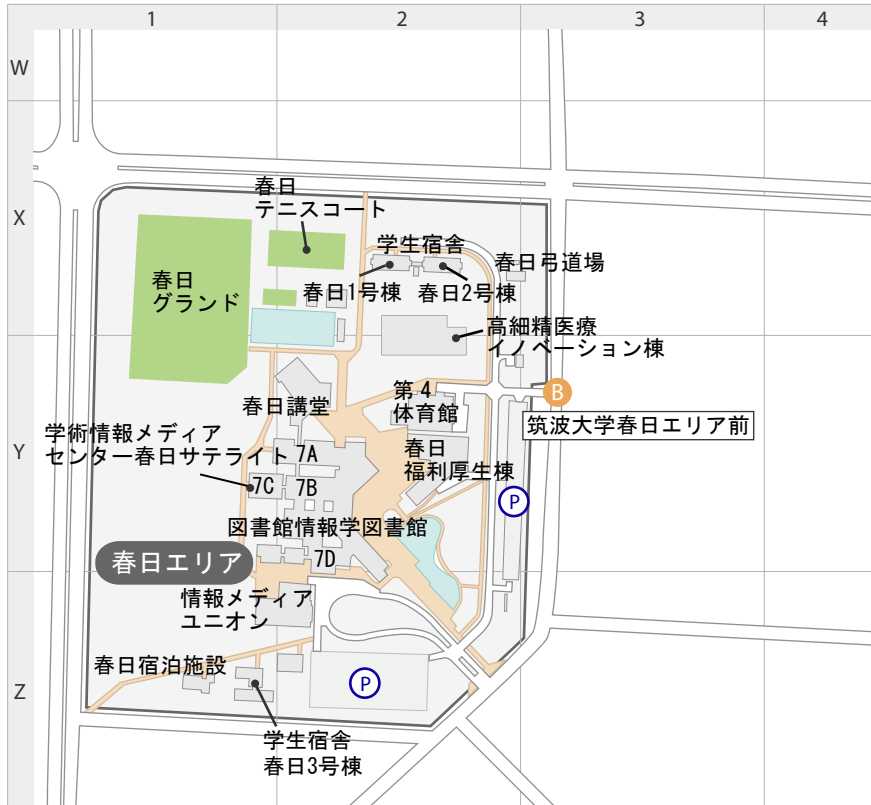 1
2
3
4
W
X
Y
Z
春日
テニスコート
学生宿舎
春日1号棟
春日2号棟
春日弓道場
春日
グランド
高細精医療
イノベーション棟
春日講堂
第4
体育館
B
筑波大学春日エリア前
学術情報メディア
センター春日サテライト
7A
7B
7C
春日
福利厚生棟
P
図書館情報学図書館
7D
春日エリア
情報メディア
ユニオン
春日宿泊施設
P
学生宿舎
春日3号棟